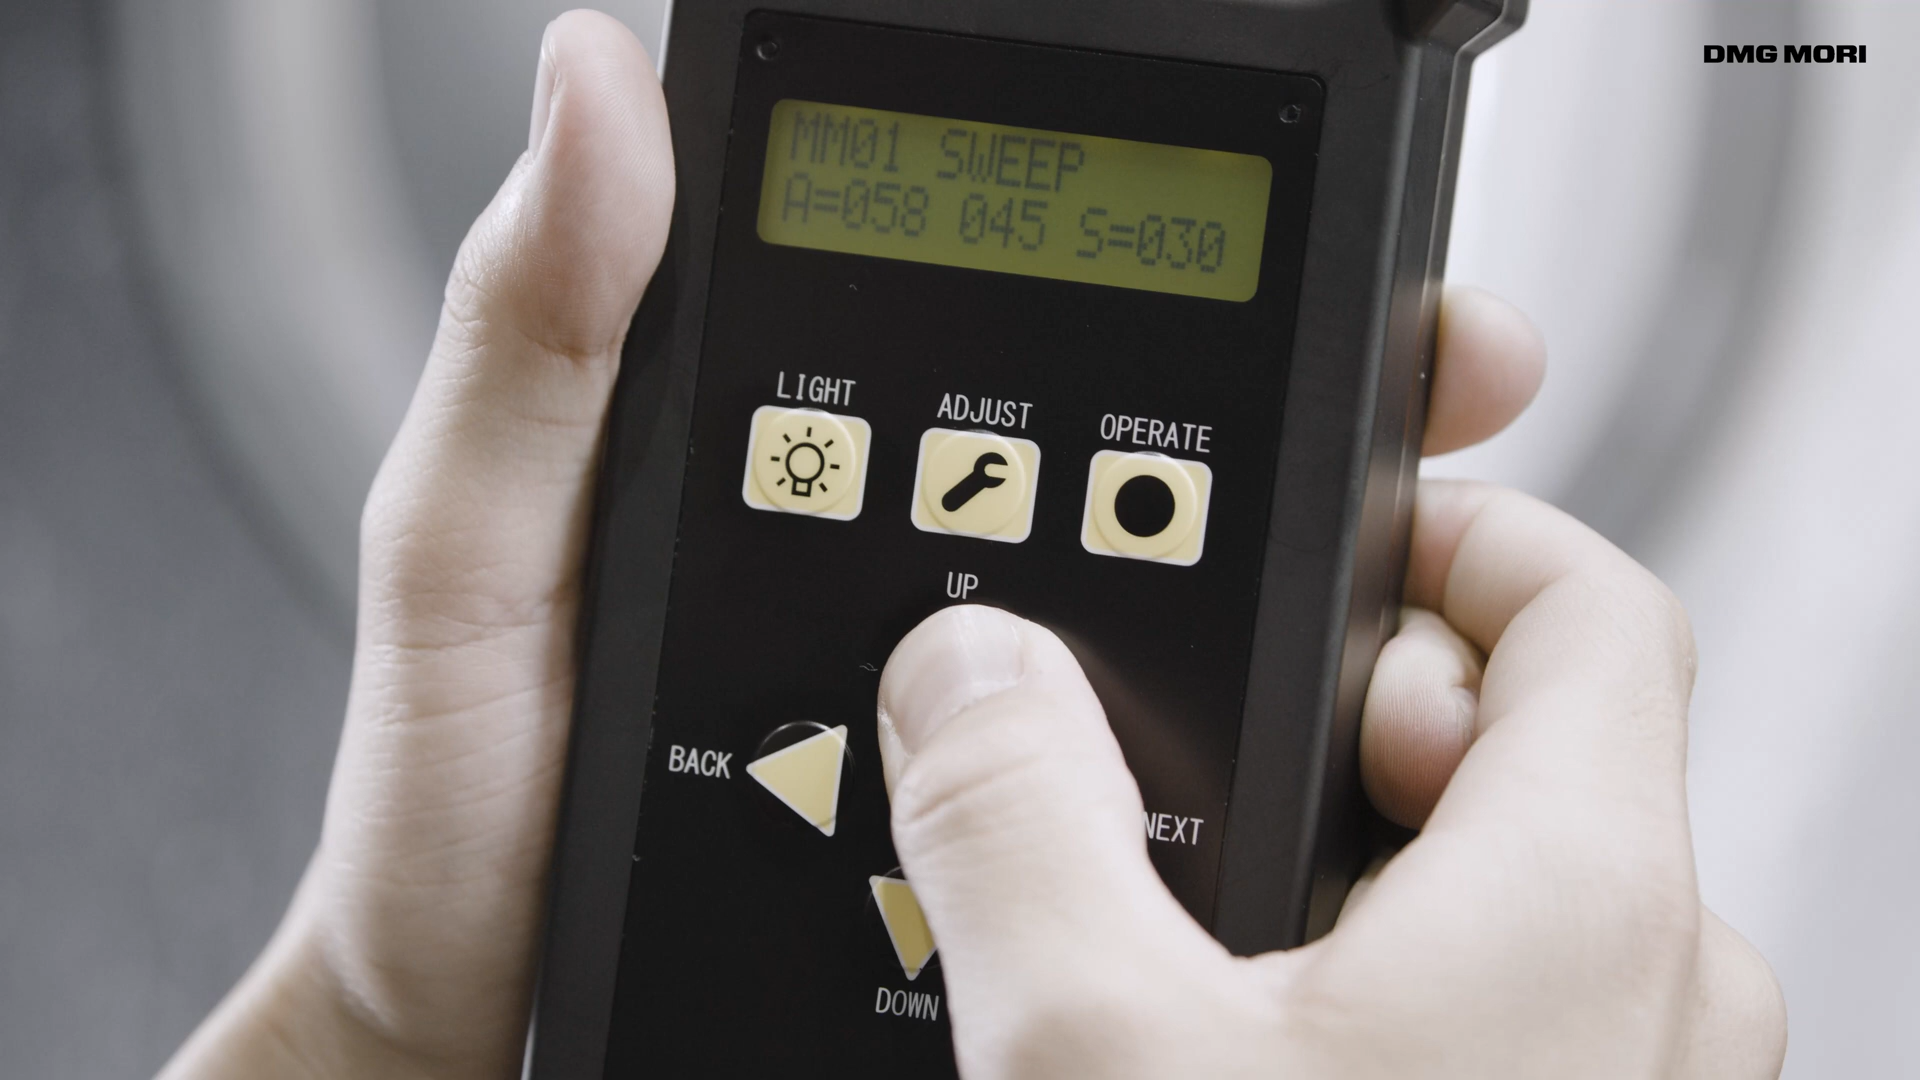 DMG MORI
MM01 SWEEP
A=058 045 S=030
LIGHT
ADJUST
OPERATE
UP
BACK
NEXT
DOWN